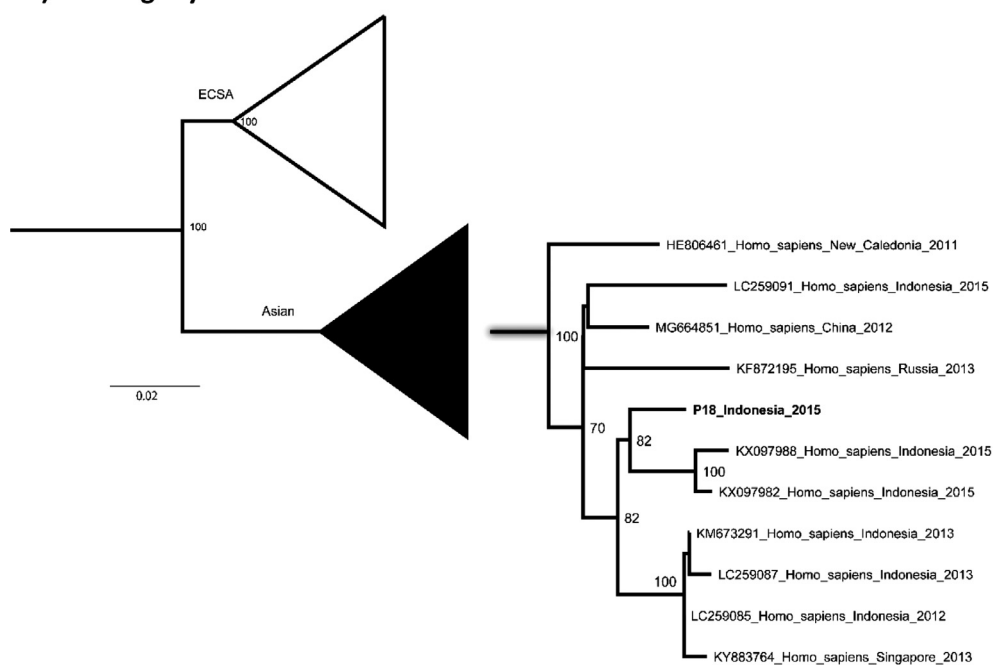 ECSA
100
100
Asian
0.02
HE806461_Homo_sapiens_New_Caledonia_2011
LC259091_Homo_sapiens_Indonesia_2015
100
MG664851_Homo_sapiens_China_2012
KF872195_Homo_sapiens_Russia_2013
P18_Indonesia_2015
70
82
KX097988_Homo_sapiens_Indonesia_2015
100
KX097982_Homo_sapiens_Indonesia_2015
82
KM673291_Homo_sapiens_Indonesia_2013
100
LC259087_Homo_sapiens_Indonesia_2013
LC259085_Homo_sapiens_Indonesia_2012
KY883764_Homo_sapiens_Singapore_2013